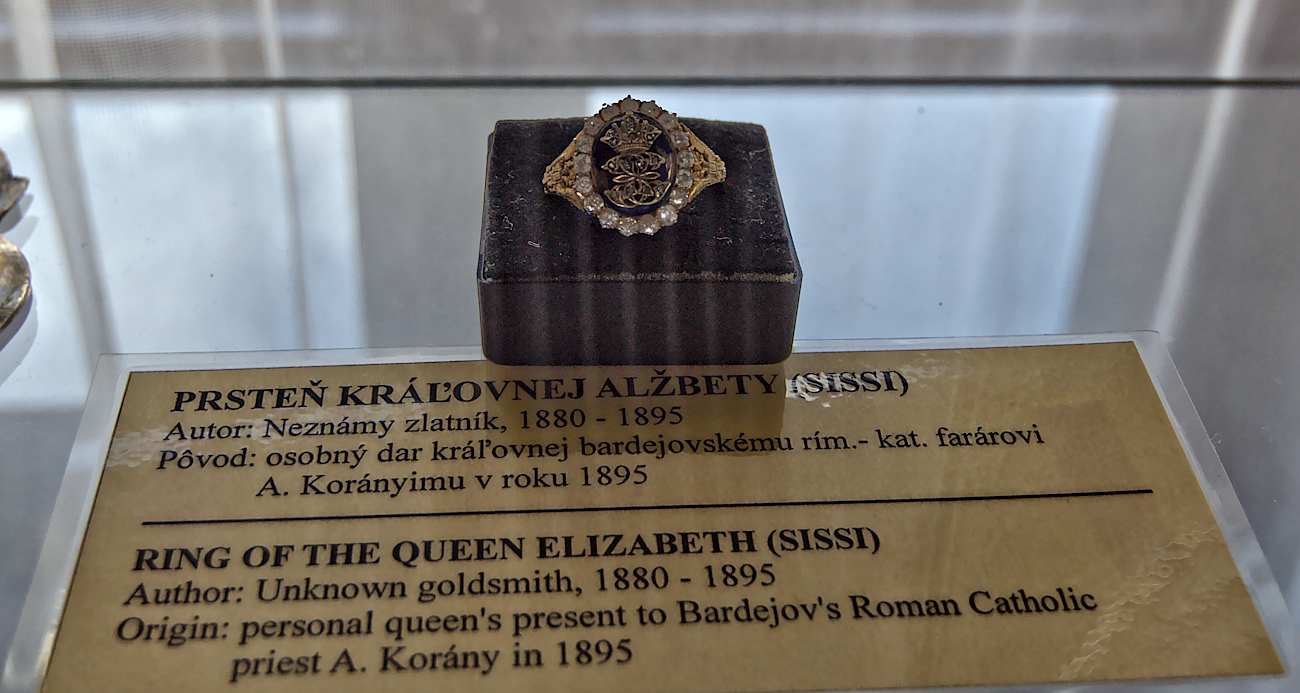 PRSTEŇ KRÁĽOVNEJ ALŽBETY (SISSI)
Autor: Neznámy zlatník, 1880 - 1895
Pôvod: osobný dar kráľovnej bardejovskému rím.- kat. farárovi
A. Korányimu v roku 1895
RING OF THE QUEEN ELIZABETH (SISSI)
Author: Unknown goldsmith, 1880 - 1895
Origin: personal queen's present to Bardejov's Roman Catholic
priest A. Korány in 1895